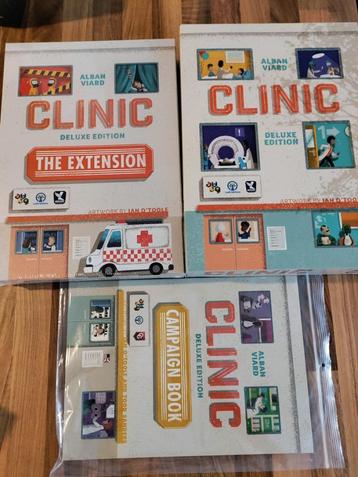 ALBAN
VIARD
CLINIC
DELUXE EDITION
THE EXTENSION
ARTWORK BY IAN O'TOOLE
ALBAN
VIARD
CLINIC
DELUXE
EDITION
ARTWORK BY IAN O'TOOLE
ALBAN
VIARD
CLINIC
DELUXE EDITION
CAMPAIGN BOOK